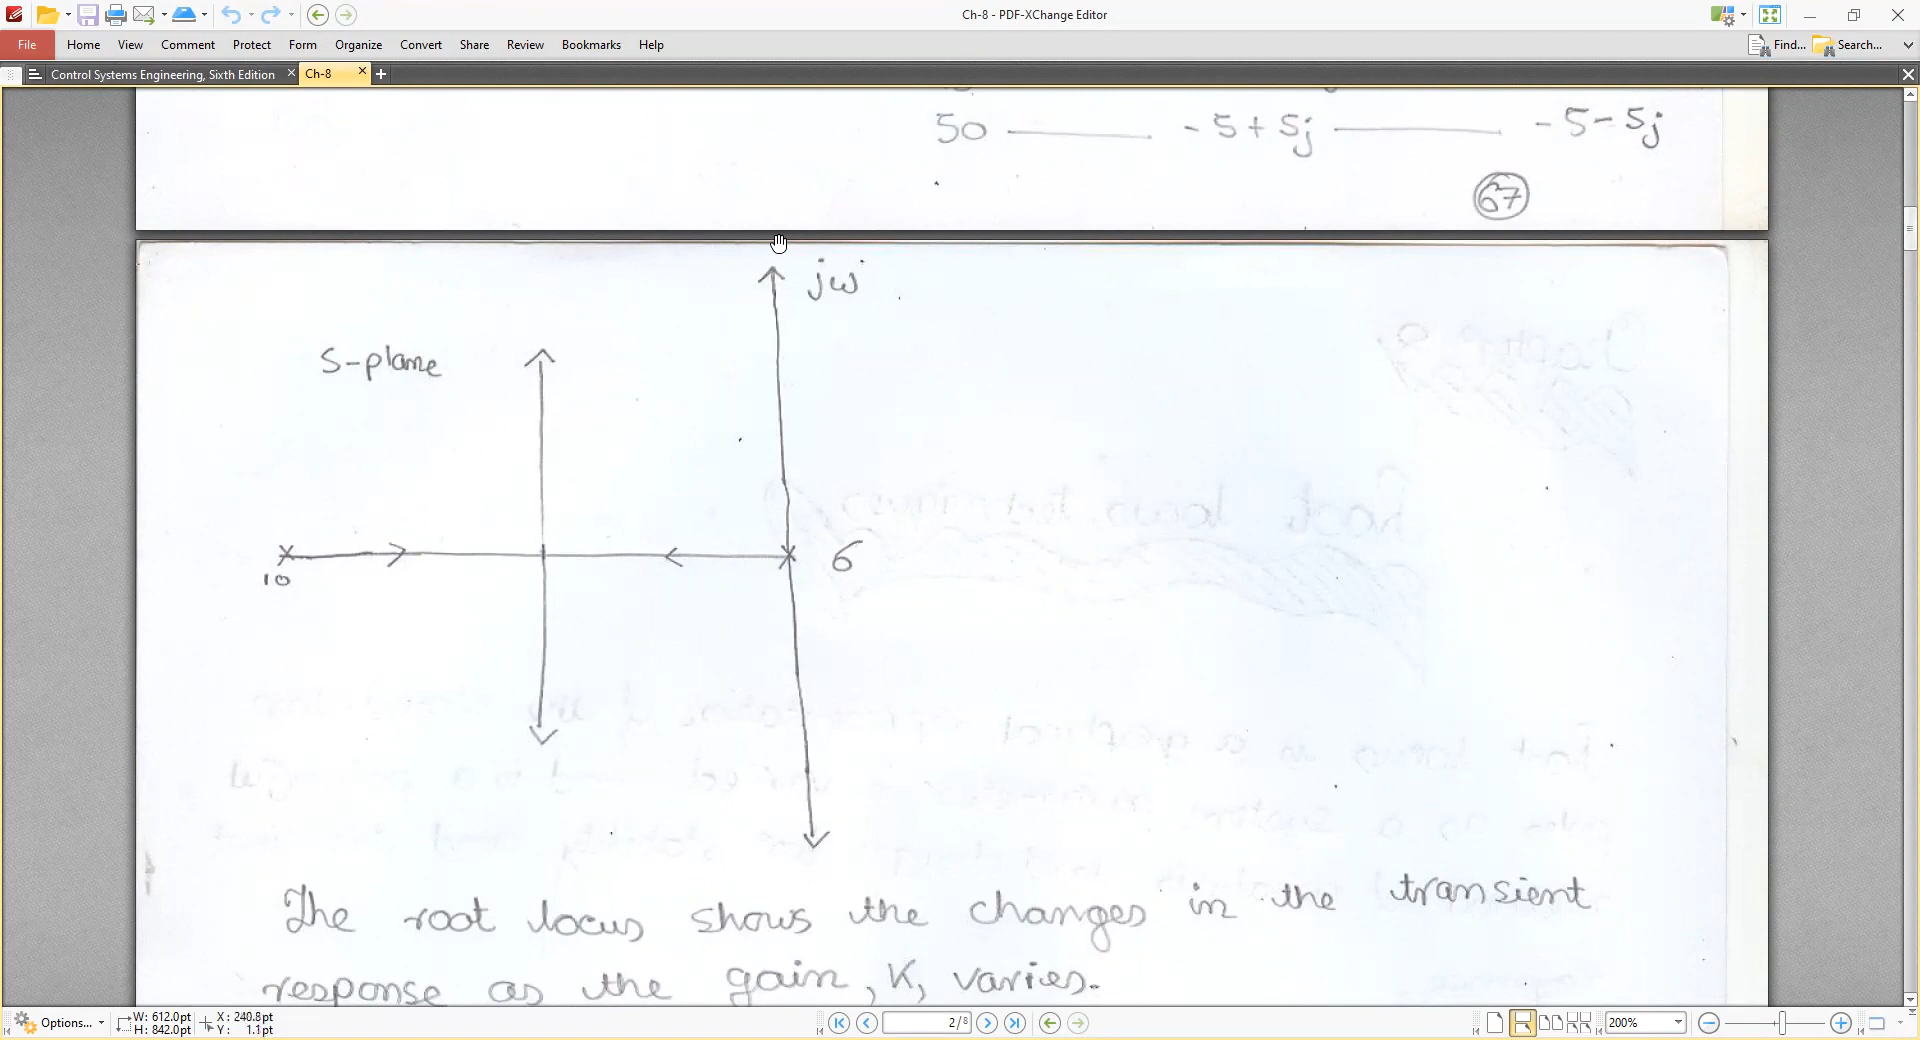 Ch-8 - PDF-XChange Editor
File Home View Comment Protect Form Organize Convert Share Review Bookmarks Help
Find... Search...
Control Systems Engineering, Sixth Edition Ch-8
50 -5+5j -5-5j
67
jω
S-plane
10
σ
The root locus shows the changes in the transient
response as the gain, K, varies.
Options...
W: 612.0pt
H: 842.0pt
X: 240.8pt
Y: 1.1pt
2/8
200%